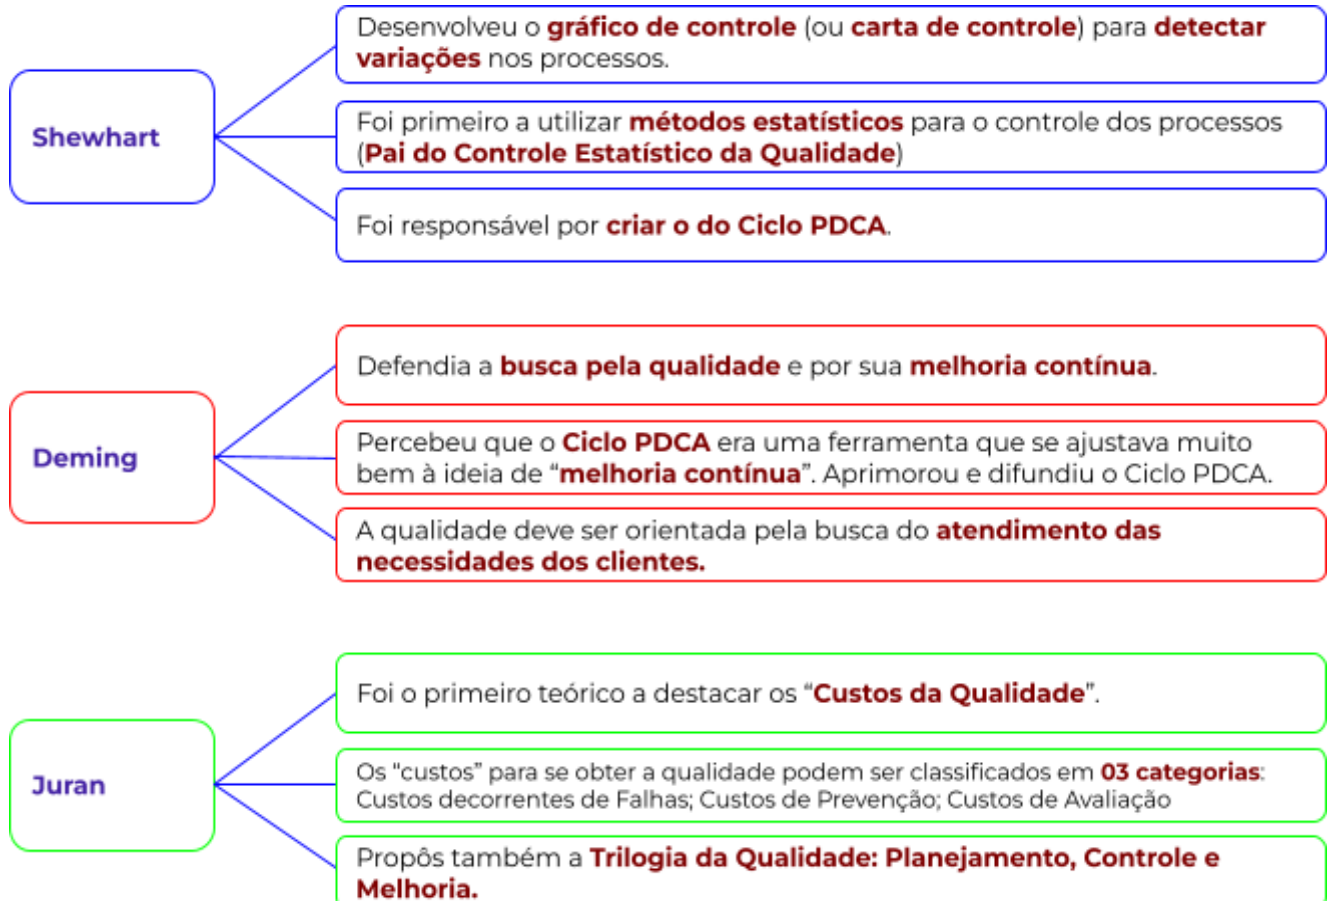 Shewhart
Desenvolveu o gráfico de controle (ou carta de controle) para detectar
variações nos processos.
Foi primeiro a utilizar métodos estatísticos para o controle dos processos
(Pai do Controle Estatístico da Qualidade)
Foi responsável por criar o do Ciclo PDCA.
Deming
Defendia a busca pela qualidade e por sua melhoria contínua.
Percebeu que o Ciclo PDCA era uma ferramenta que se ajustava muito
bem à ideia de “melhoria contínua”. Aprimorou e difundiu o Ciclo PDCA.
A qualidade deve ser orientada pela busca do atendimento das
necessidades dos clientes.
Juran
Foi o primeiro teórico a destacar os “Custos da Qualidade”.
Os “custos” para se obter a qualidade podem ser classificados em 03 categorias:
Custos decorrentes de Falhas; Custos de Prevenção; Custos de Avaliação
Propôs também a Trilogia da Qualidade: Planejamento, Controle e
Melhoria.